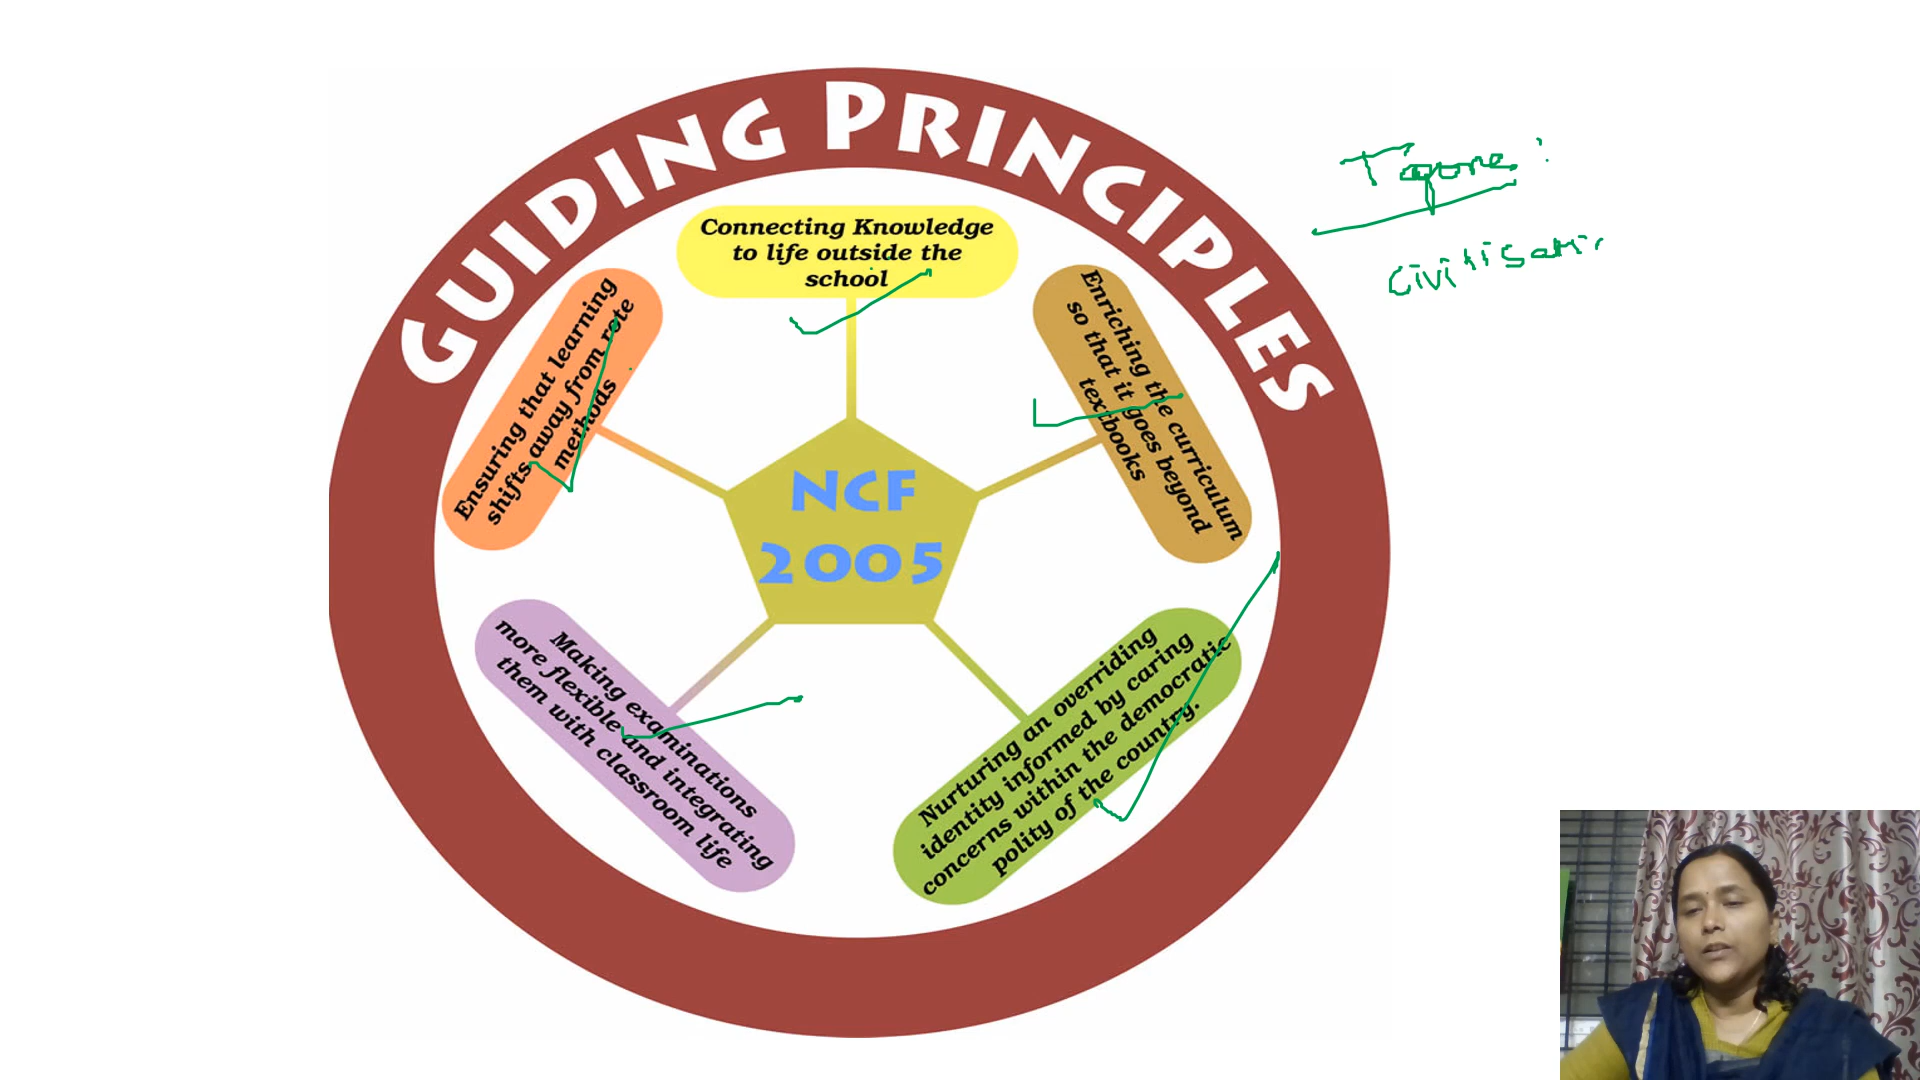 GUIDING PRINCIPLES
Connecting Knowledge
to life outside the
school
Enriching the curriculum
so that it goes beyond
textbooks
Nurturing an overriding
identity informed by caring
concerns within the democratic
polity of the country.
Making examinations
more flexible and integrating
them with classroom life
Ensuring that learning
shifts away from rote
methods
NCF
2005
Tagore :